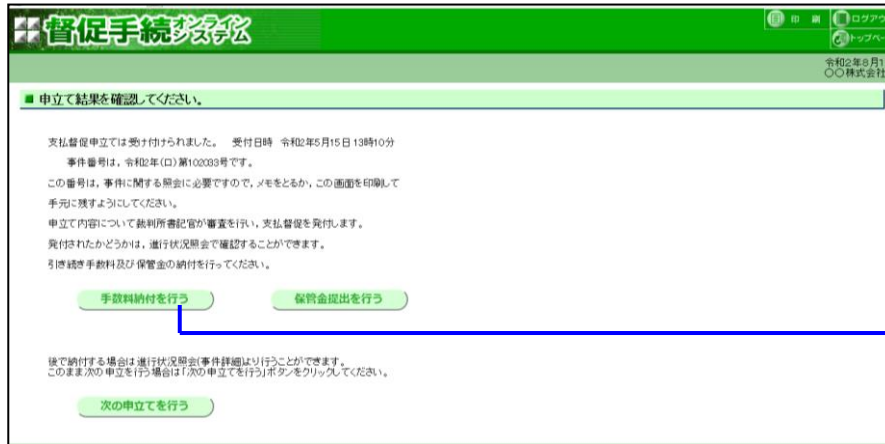 督促手続オンラインシステム
印 刷
ログアウ
トップペー
令和2年8月1
〇〇株式会社
申立て結果を確認してください。
支払督促申立ては受け付けられました。 受付日時 令和2年5月15日13時10分
事件番号は，令和2年(ロ)第102033号です。
この番号は，事件に関する照会に必要ですので，メモをとるか，この画面を印刷して
手元に残すようにしてください。
申立て内容について裁判所書記官が審査を行い，支払督促を発付します。
発付されたかどうかは，進行状況照会で確認することができます。
引き続き手数料及び保管金の納付を行ってください。
手数料納付を行う
保管金提出を行う
後で納付する場合は進行状況照会(事件詳細)より行うことができます。
このまま次の申立を行う場合は「次の申立てを行う」ボタンをクリックしてください。
次の申立てを行う